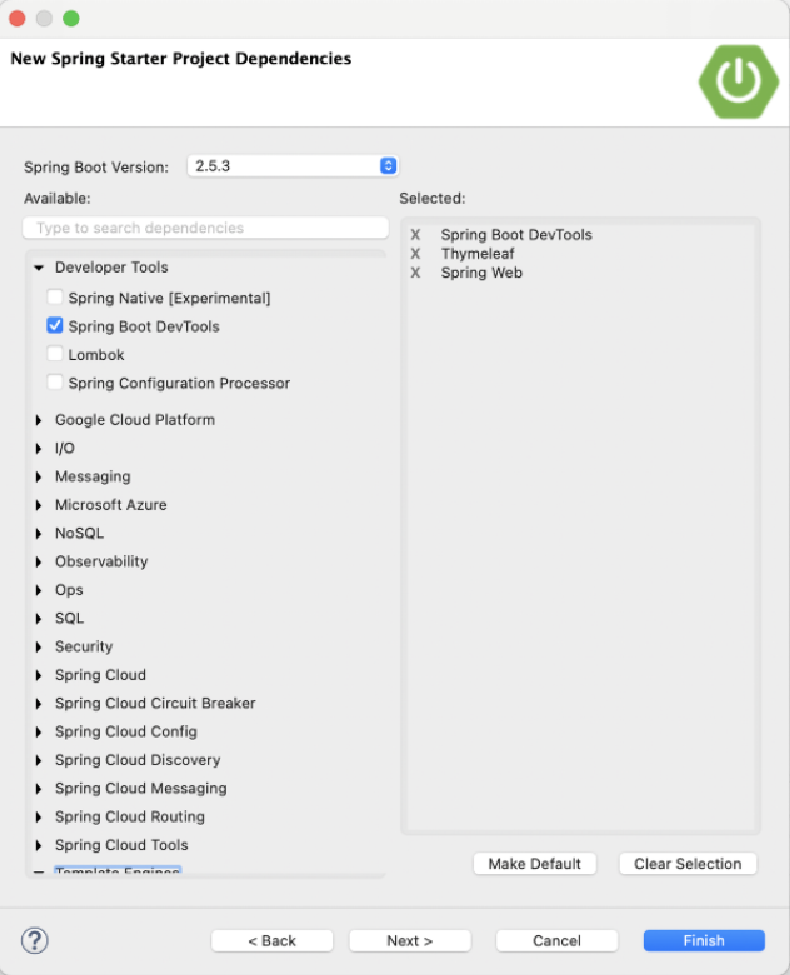 New Spring Starter Project Dependencies
Spring Boot Version: 2.5.3
Available:
Type to search dependencies
Developer Tools
Spring Native [Experimental]
Spring Boot DevTools
Lombok
Spring Configuration Processor
Google Cloud Platform
I/O
Messaging
Microsoft Azure
NoSQL
Observability
Ops
SQL
Security
Spring Cloud
Spring Cloud Circuit Breaker
Spring Cloud Config
Spring Cloud Discovery
Spring Cloud Messaging
Spring Cloud Routing
Spring Cloud Tools
Template Engines
Selected:
X Spring Boot DevTools
X Thymeleaf
X Spring Web
Make Default
Clear Selection
?
< Back
Next >
Cancel
Finish